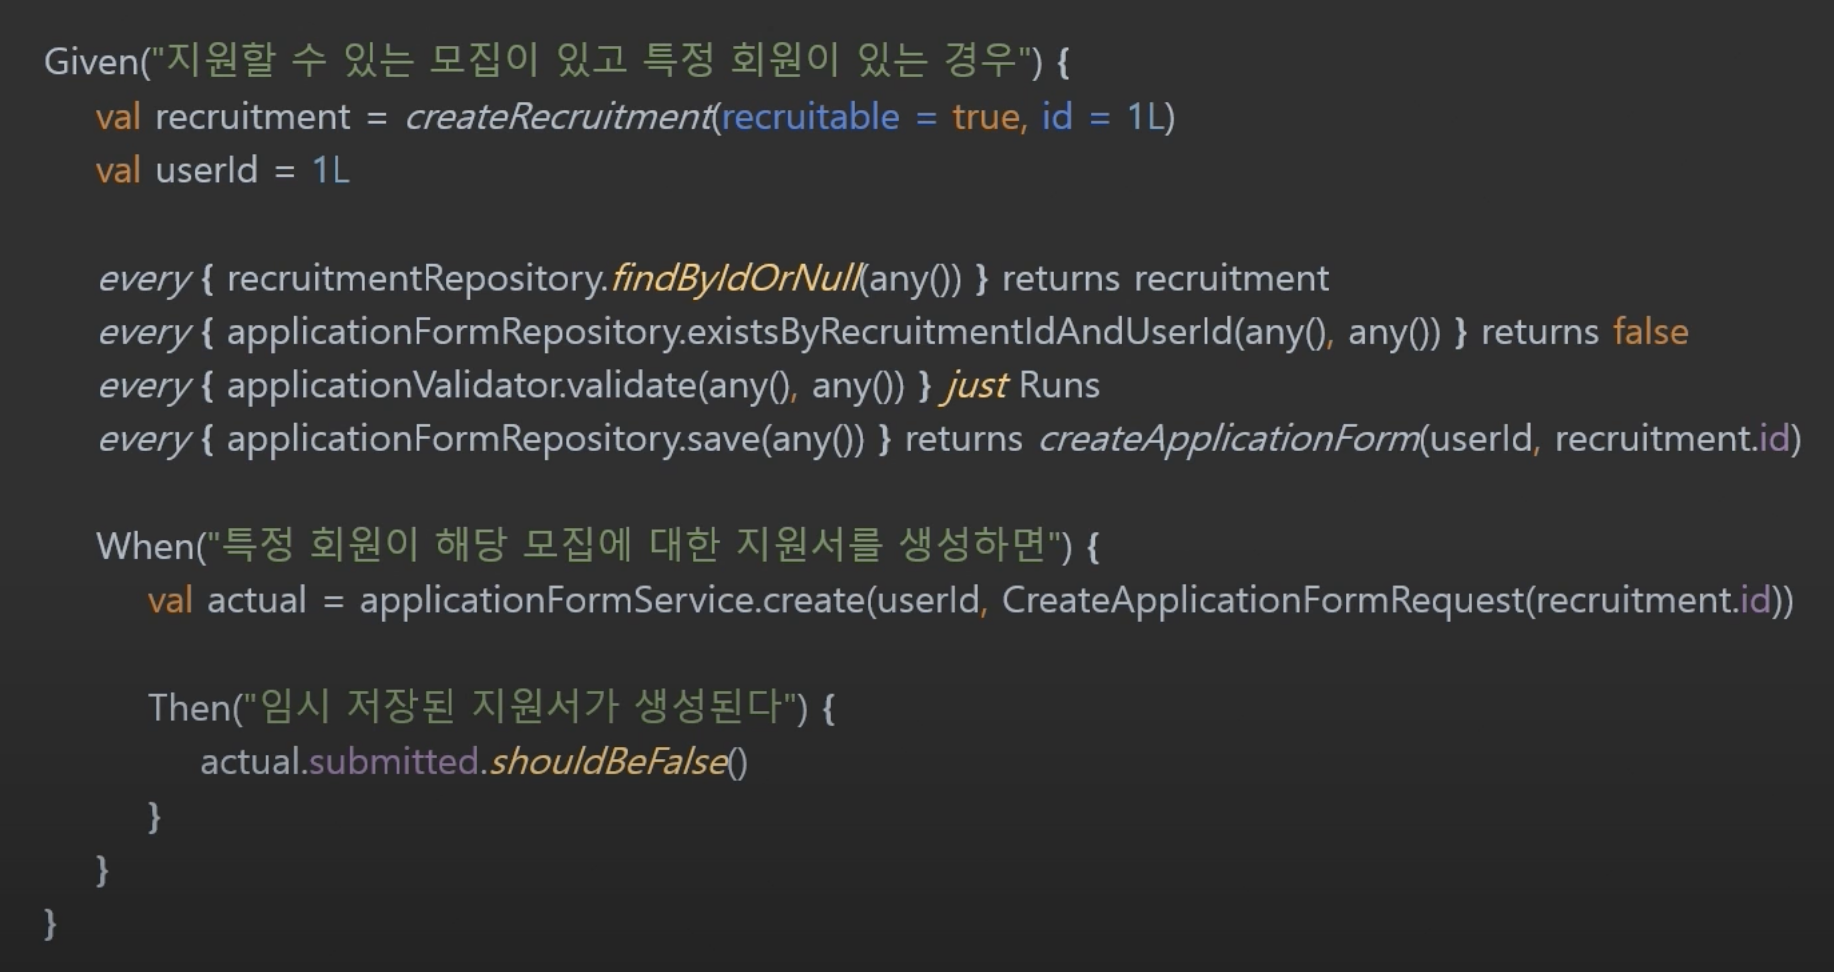 Given("지원할 수 있는 모집이 있고 특정 회원이 있는 경우") {
val recruitment = createRecruitment(recruitable = true, id = 1L)
val userId = 1L
every { recruitmentRepository.findByIdOrNull(any()) } returns recruitment
every { applicationFormRepository.existsByRecruitmentIdAndUserId(any(), any()) } returns false
every { applicationValidator.validate(any(), any()) } just Runs
every { applicationFormRepository.save(any()) } returns createApplicationForm(userId, recruitment.id)
When("특정 회원이 해당 모집에 대한 지원서를 생성하면") {
val actual = applicationFormService.create(userId, CreateApplicationFormRequest(recruitment.id))
Then("임시 저장된 지원서가 생성된다") {
actual.submitted.shouldBeFalse()
}
}
}